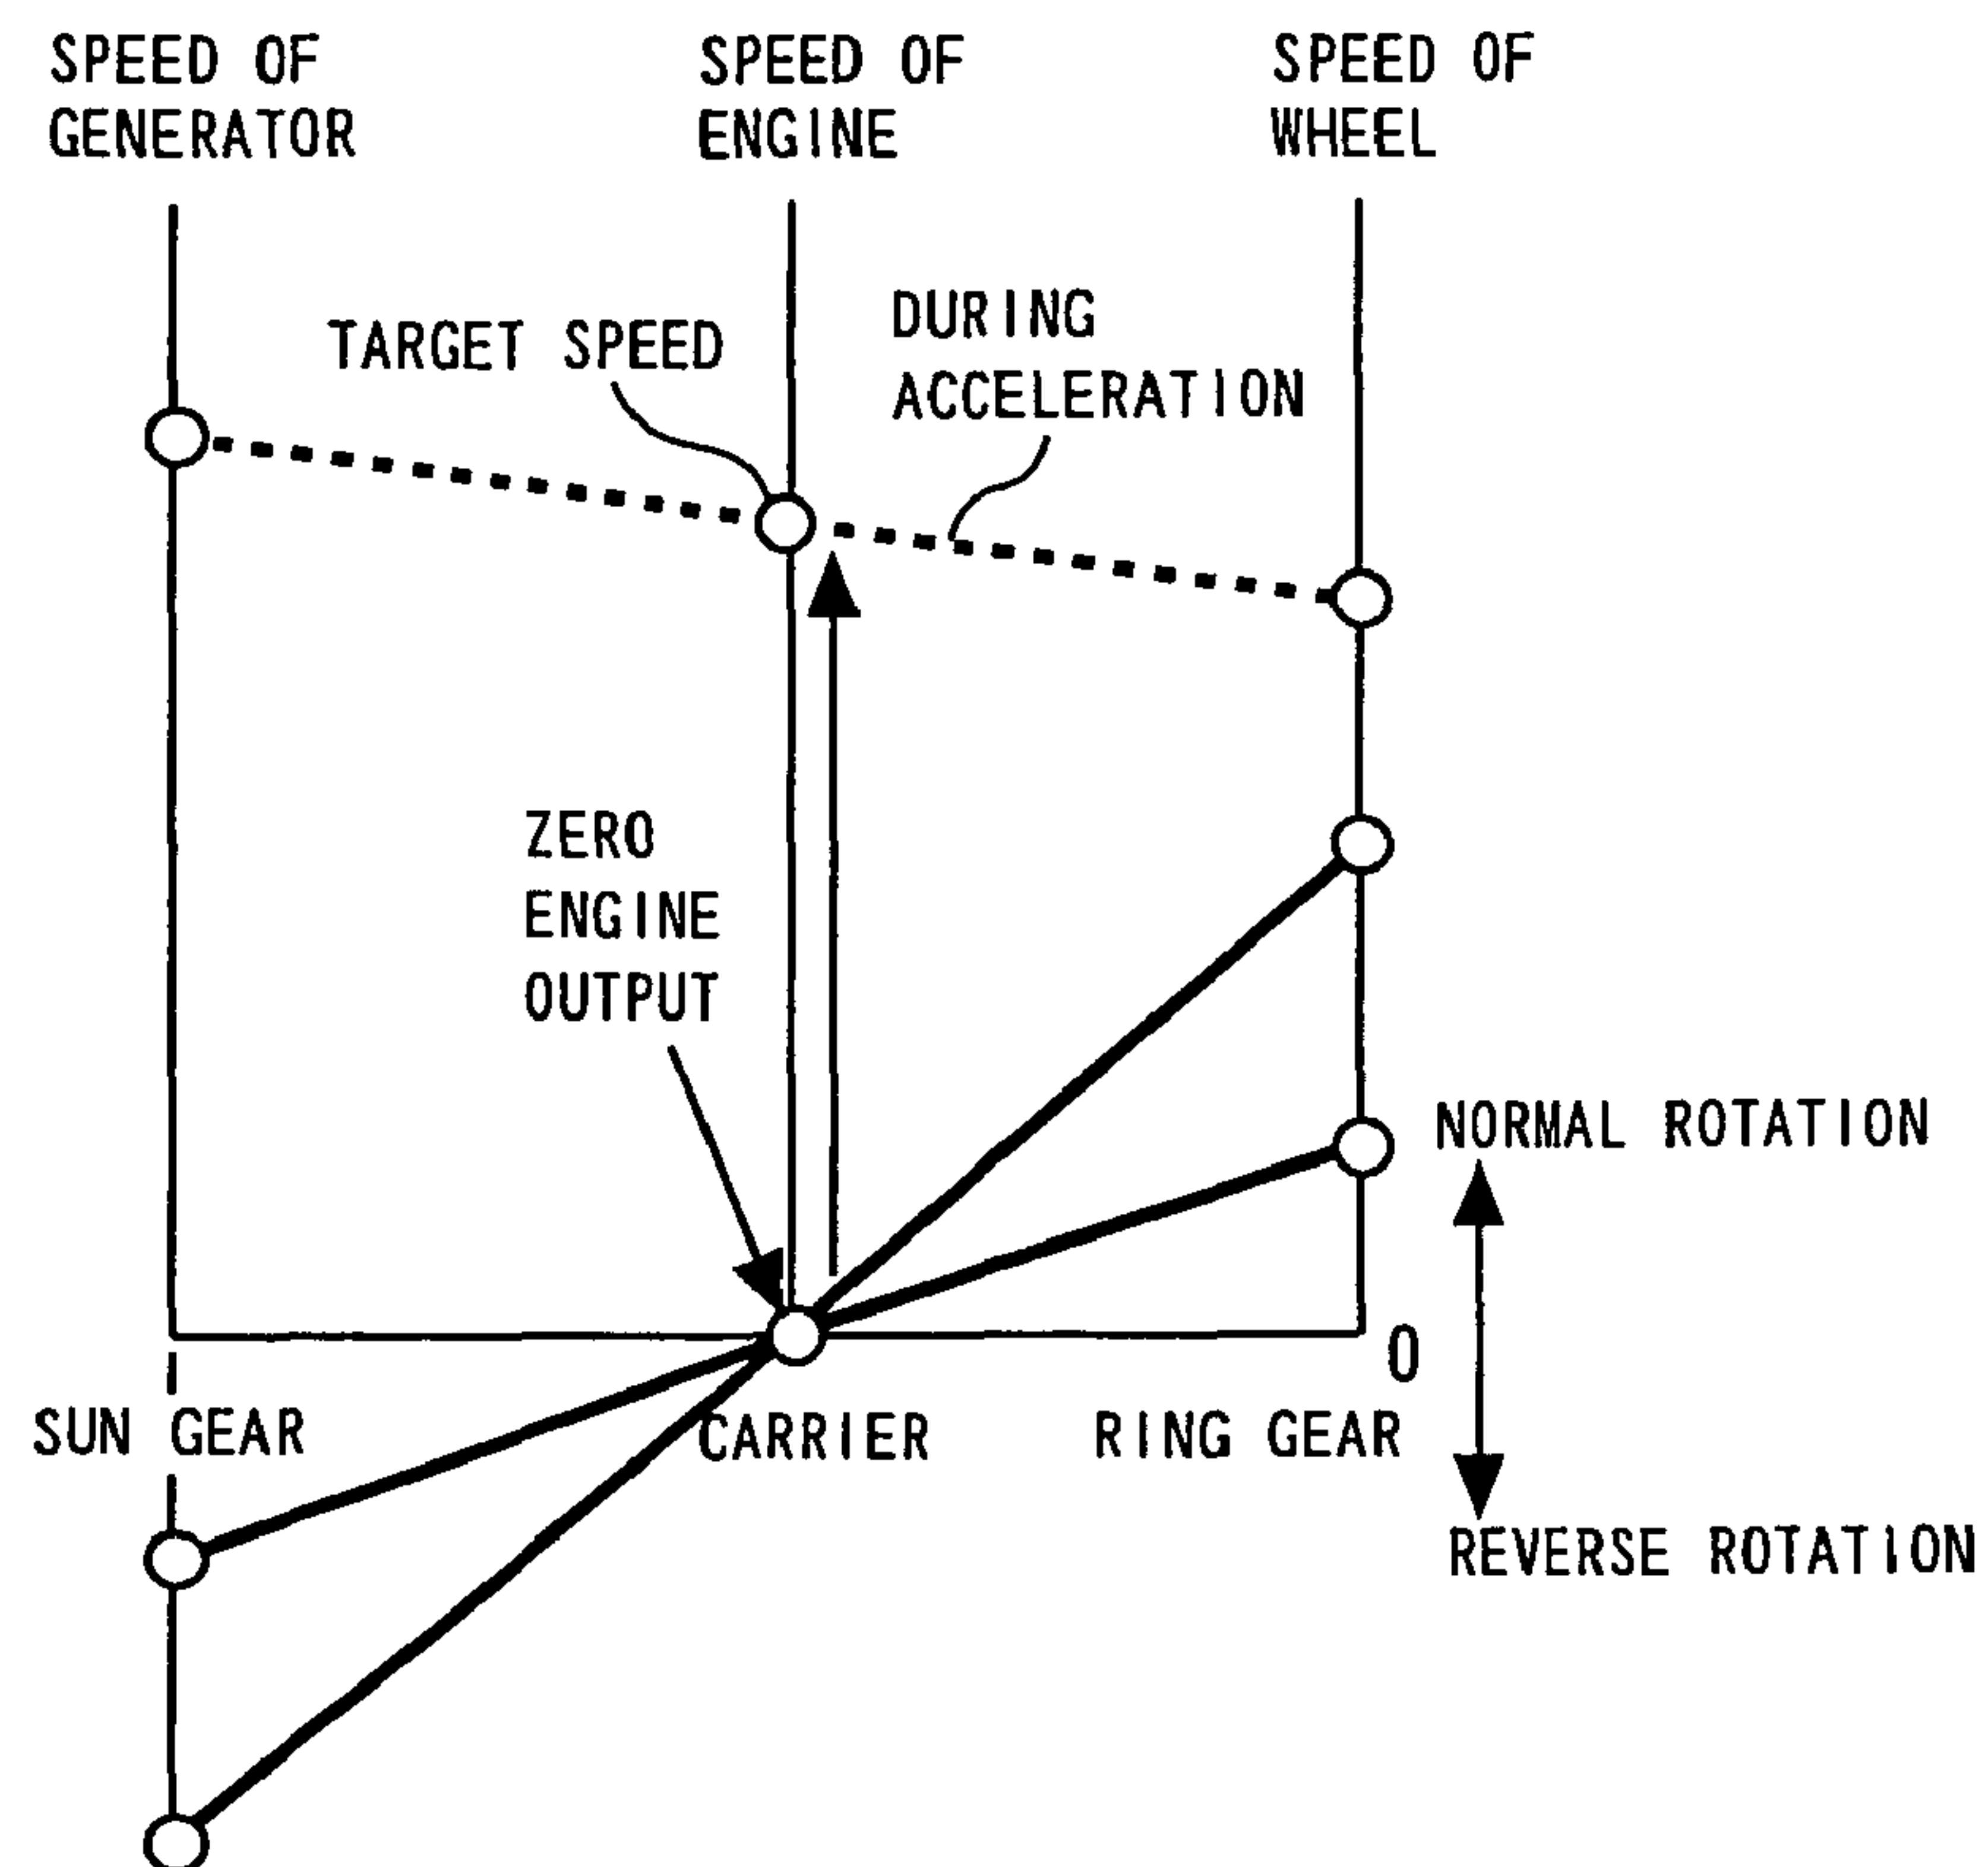 SPEED OF
GENERATOR
SPEED OF
ENGINE
SPEED OF
WHEEL
TARGET SPEED
DURING
ACCELERATION
ZERO
ENGINE
OUTPUT
NORMAL ROTATION
0
SUN GEAR
CARRIER
RING GEAR
REVERSE ROTATION